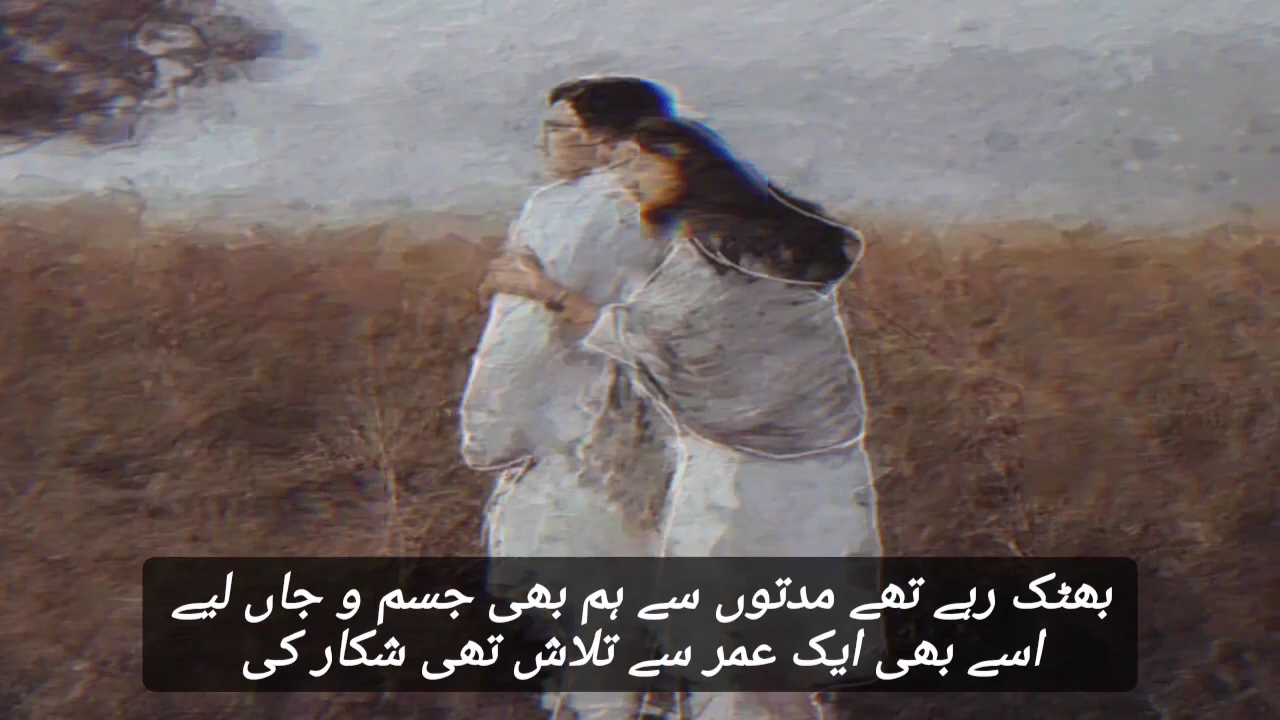 بھٹک رہے تھے مدتوں سے ہم بھی جسم و جاں لیے
اسے بھی ایک عمر سے تلاش تھی شکار کی